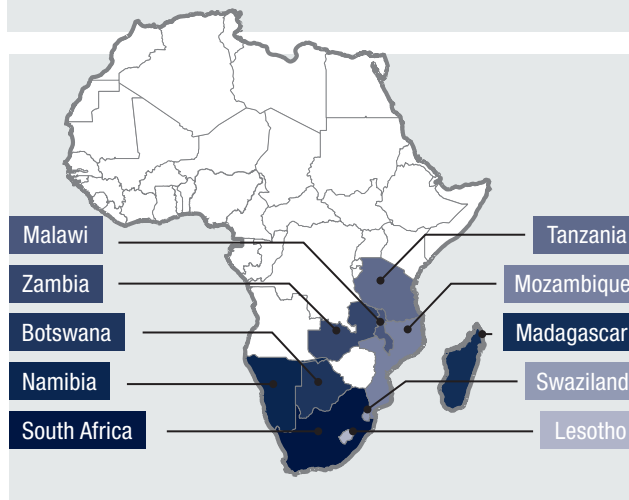 Malawi
Zambia
Botswana
Namibia
South Africa
Tanzania
Mozambique
Madagascar
Swaziland
Lesotho